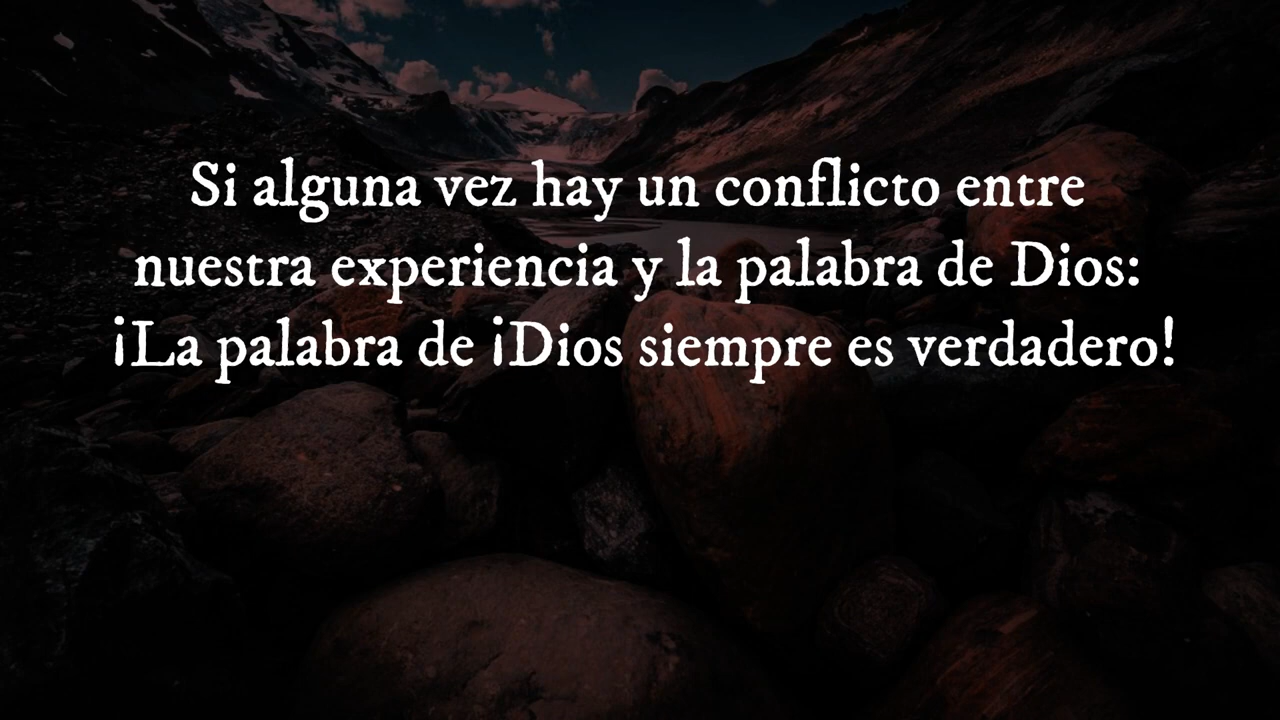 Si alguna vez hay un conflicto entre
nuestra experiencia y la palabra de Dios:
¡La palabra de ¡Dios siempre es verdadero!